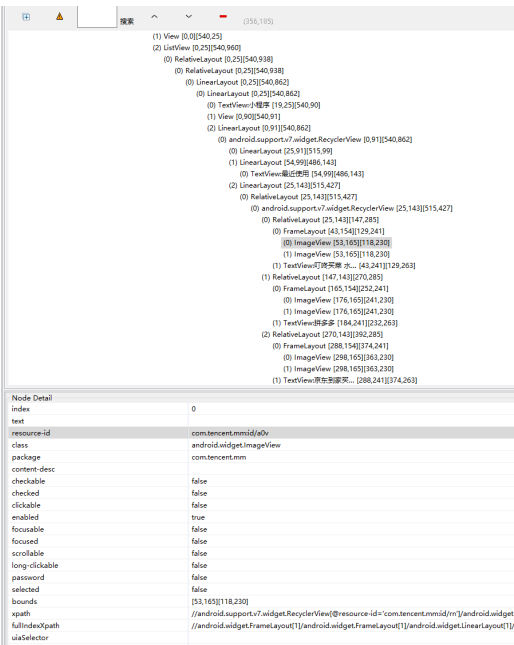 搜索
(356,185)
(1) View [0,0][540,25]
(2) ListView [0,25][540,960]
(0) RelativeLayout [0,25][540,938]
(0) RelativeLayout [0,25][540,938]
(0) LinearLayout [0,25][540,862]
(0) LinearLayout [0,25][540,862]
(0) TextView:小程序 [19,25][540,90]
(1) View [0,90][540,91]
(2) LinearLayout [0,91][540,862]
(0) android.support.v7.widget.RecyclerView [0,91][540,862]
(0) LinearLayout [25,91][515,99]
(1) LinearLayout [54,99][486,143]
(0) TextView:最近使用 [54,99][486,143]
(2) LinearLayout [25,143][515,427]
(0) RelativeLayout [25,143][515,427]
(0) android.support.v7.widget.RecyclerView [25,143][515,427]
(0) RelativeLayout [25,143][147,285]
(0) FrameLayout [43,154][129,241]
(0) ImageView [53,165][118,230]
(1) ImageView [53,165][118,230]
(1) TextView:叮咚买菜 水... [43,241][129,263]
(1) RelativeLayout [147,143][270,285]
(0) FrameLayout [165,154][252,241]
(0) ImageView [176,165][241,230]
(1) ImageView [176,165][241,230]
(1) TextView:拼多多 [184,241][232,263]
(2) RelativeLayout [270,143][392,285]
(0) FrameLayout [288,154][374,241]
(0) ImageView [298,165][363,230]
(1) ImageView [298,165][363,230]
(1) TextView:京东到家买... [288,241][374,263]
Node Detail
index 0
text
resource-id com.tencent.mm:id/a0v
class android.widget.ImageView
package com.tencent.mm
content-desc
checkable false
checked false
clickable false
enabled true
focusable false
focused false
scrollable false
long-clickable false
password false
selected false
bounds [53,165][118,230]
xpath //android.support.v7.widget.RecyclerView[@resource-id='com.tencent.mm:id/rn']/android.widget
fullIndexXpath //android.widget.FrameLayout[1]/android.widget.FrameLayout[1]/android.widget.LinearLayout[1]/
uiaSelector